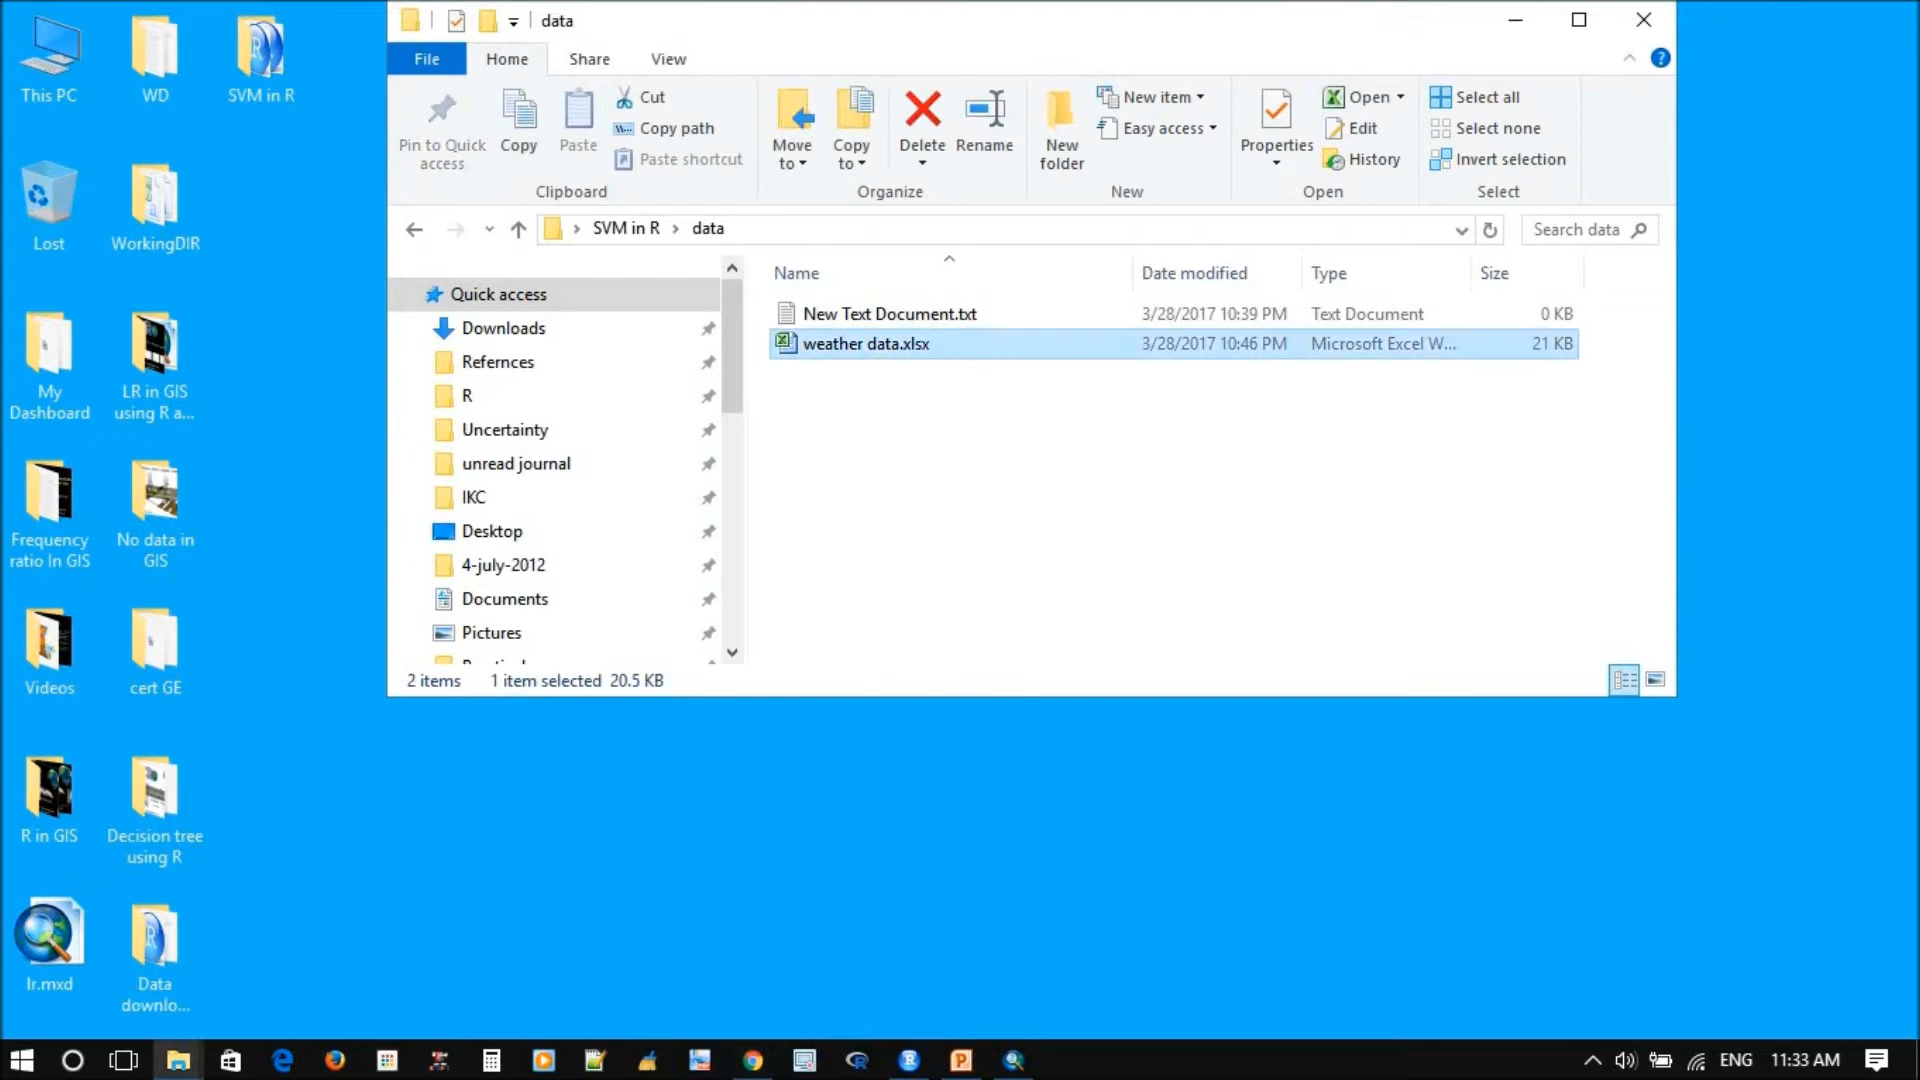 This PC
WD
SVM in R
Lost
WorkingDIR
My
Dashboard
LR in GIS
using R a...
Frequency
ratio In GIS
No data in
GIS
Videos
cert GE
R in GIS
Decision tree
using R
lr.mxd
Data
downlo...
data
File
Home
Share
View
Pin to Quick
access
Copy
Paste
Cut
Copy path
Paste shortcut
Clipboard
Move
to
Copy
to
Delete
Rename
Organize
New
folder
New item
Easy access
New
Properties
Open
Edit
History
Open
Select all
Select none
Invert selection
Select
SVM in R
data
Search data
Quick access
Downloads
Refernces
R
Uncertainty
unread journal
IKC
Desktop
4-july-2012
Documents
Pictures
Name
Date modified
Type
Size
New Text Document.txt
3/28/2017 10:39 PM
Text Document
0 KB
weather data.xlsx
3/28/2017 10:46 PM
Microsoft Excel W...
21 KB
2 items
1 item selected 20.5 KB
ENG
11:33 AM